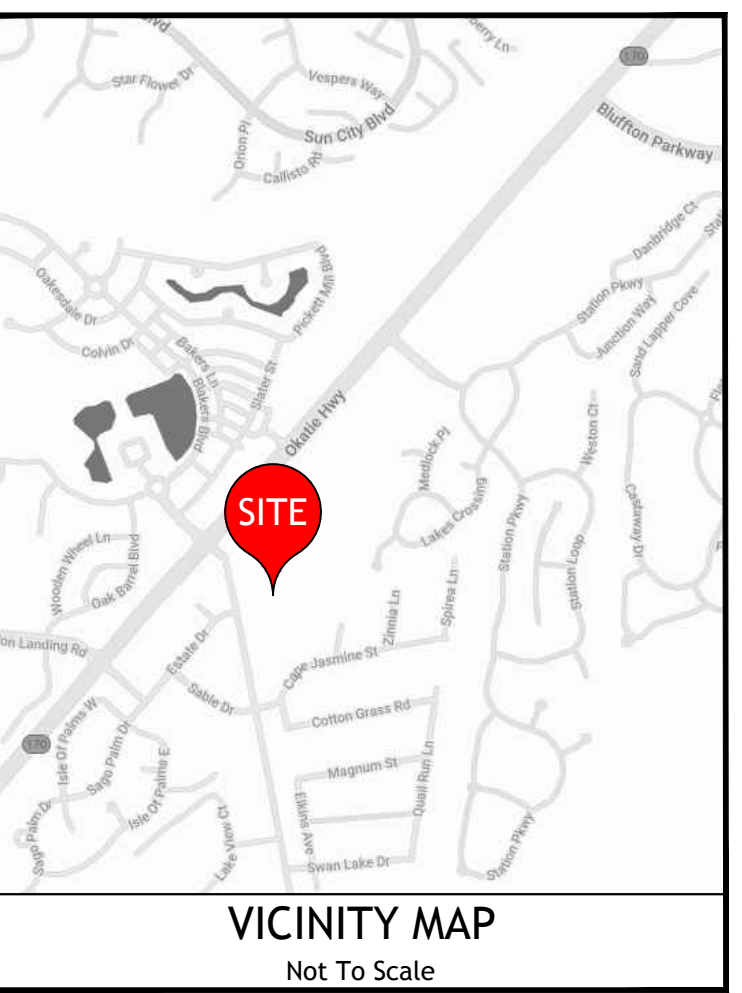 lvd
Star Flower Dr
Vespera Way
Sun City Blvd
Orion Pl
Callisto Rd
170
Bluffton Parkway
Danbridge Ct
Station Pkwy
Junction Way
Sand Lapper Cove
Oakesdale Dr
Colvin Dr
Pickett Mill Blvd
Bakers Ln
Blakers Blvd
Slater St
Okatie Hwy
SITE
Medlock Pl
Lakes Crossing
Weston Ct
Station Pkwy
Castaway Dr
Station Loop
Wooden Wheel Ln
Oak Barrel Blvd
Zinnia Ln
Spirea Ln
on Landing Rd
Estate Dr
Sable Dr
Cape Jasmine St
Cotton Grass Rd
170
Isle Of Palms W
Sago Palm Dr
Isle Of Palms E
Magnum St
Quail Run Ln
Elkins Ave
Sago Palm Dr
Lake View Ct
Swan Lake Dr
Station Pkwy
VICINITY MAP
Not To Scale